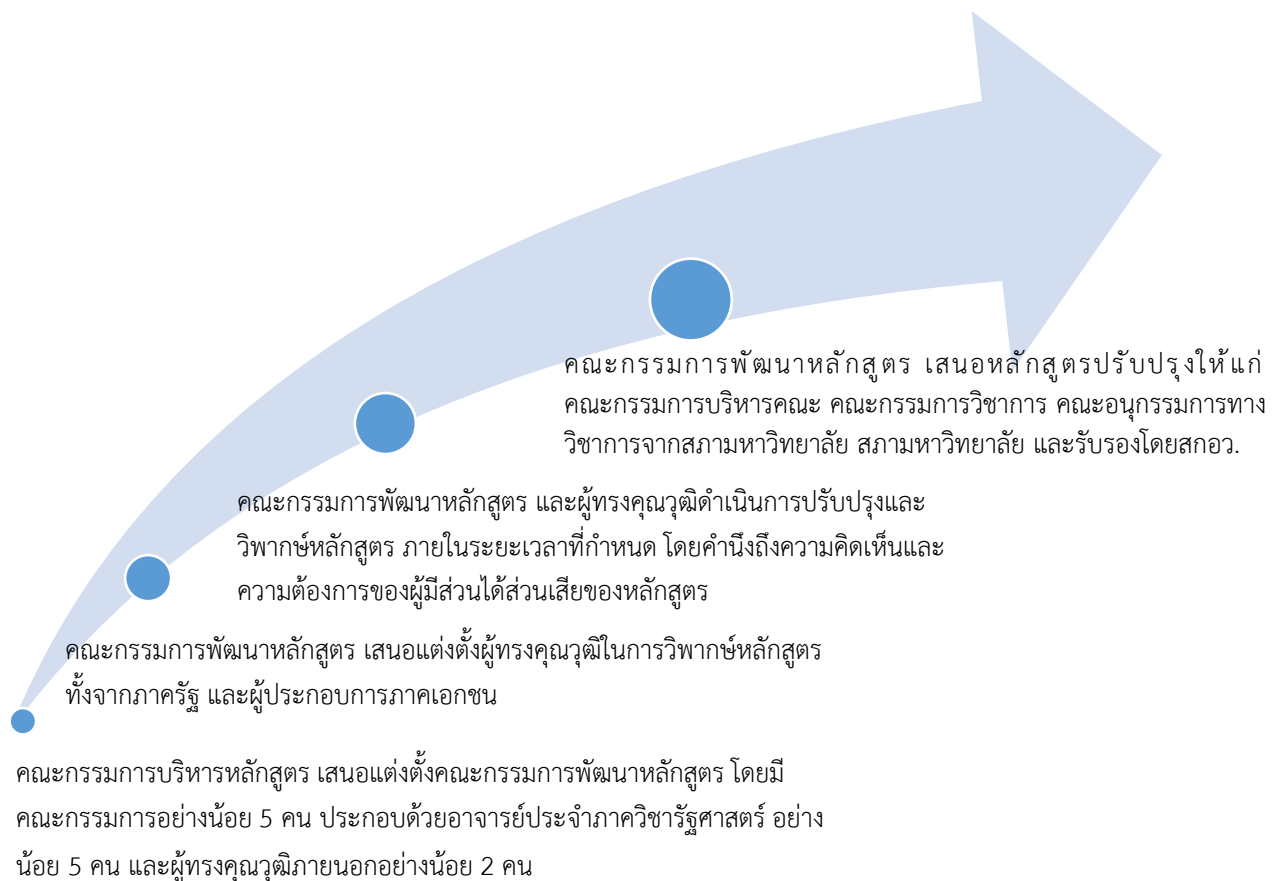 คณะกรรมการพัฒนาหลักสูตร เสนอหลักสูตรปรับปรุงให้แก่
คณะกรรมการบริหารคณะ คณะกรรมการวิชาการ คณะอนุกรรมการทาง
วิชาการจากสภามหาวิทยาลัย สภามหาวิทยาลัย และรับรองโดยสกอว.
คณะกรรมการพัฒนาหลักสูตร และผู้ทรงคุณวุฒิดำเนินการปรับปรุงและ
วิพากษ์หลักสูตร ภายในระยะเวลาที่กำหนด โดยคำนึงถึงความคิดเห็นและ
ความต้องการของผู้มีส่วนได้ส่วนเสียของหลักสูตร
คณะกรรมการพัฒนาหลักสูตร เสนอแต่งตั้งผู้ทรงคุณวุฒิในการวิพากษ์หลักสูตร
ทั้งจากภาครัฐ และผู้ประกอบการภาคเอกชน
คณะกรรมการบริหารหลักสูตร เสนอแต่งตั้งคณะกรรมการพัฒนาหลักสูตร โดยมี
คณะกรรมการอย่างน้อย 5 คน ประกอบด้วยอาจารย์ประจำภาควิชารัฐศาสตร์ อย่าง
น้อย 5 คน และผู้ทรงคุณวุฒิภายนอกอย่างน้อย 2 คน